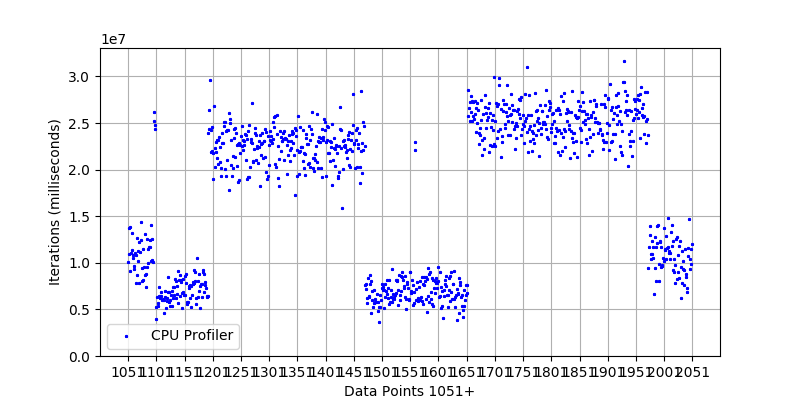 1e7
3.0
2.5
2.0
1.5
1.0
0.5
0.0
Iterations (milliseconds)
CPU Profiler
1051 1101 1151 1201 1251 1301 1351 1401 1451 1501 1551 1601 1651 1701 1751 1801 1851 1901 1951 2001 2051
Data Points 1051+